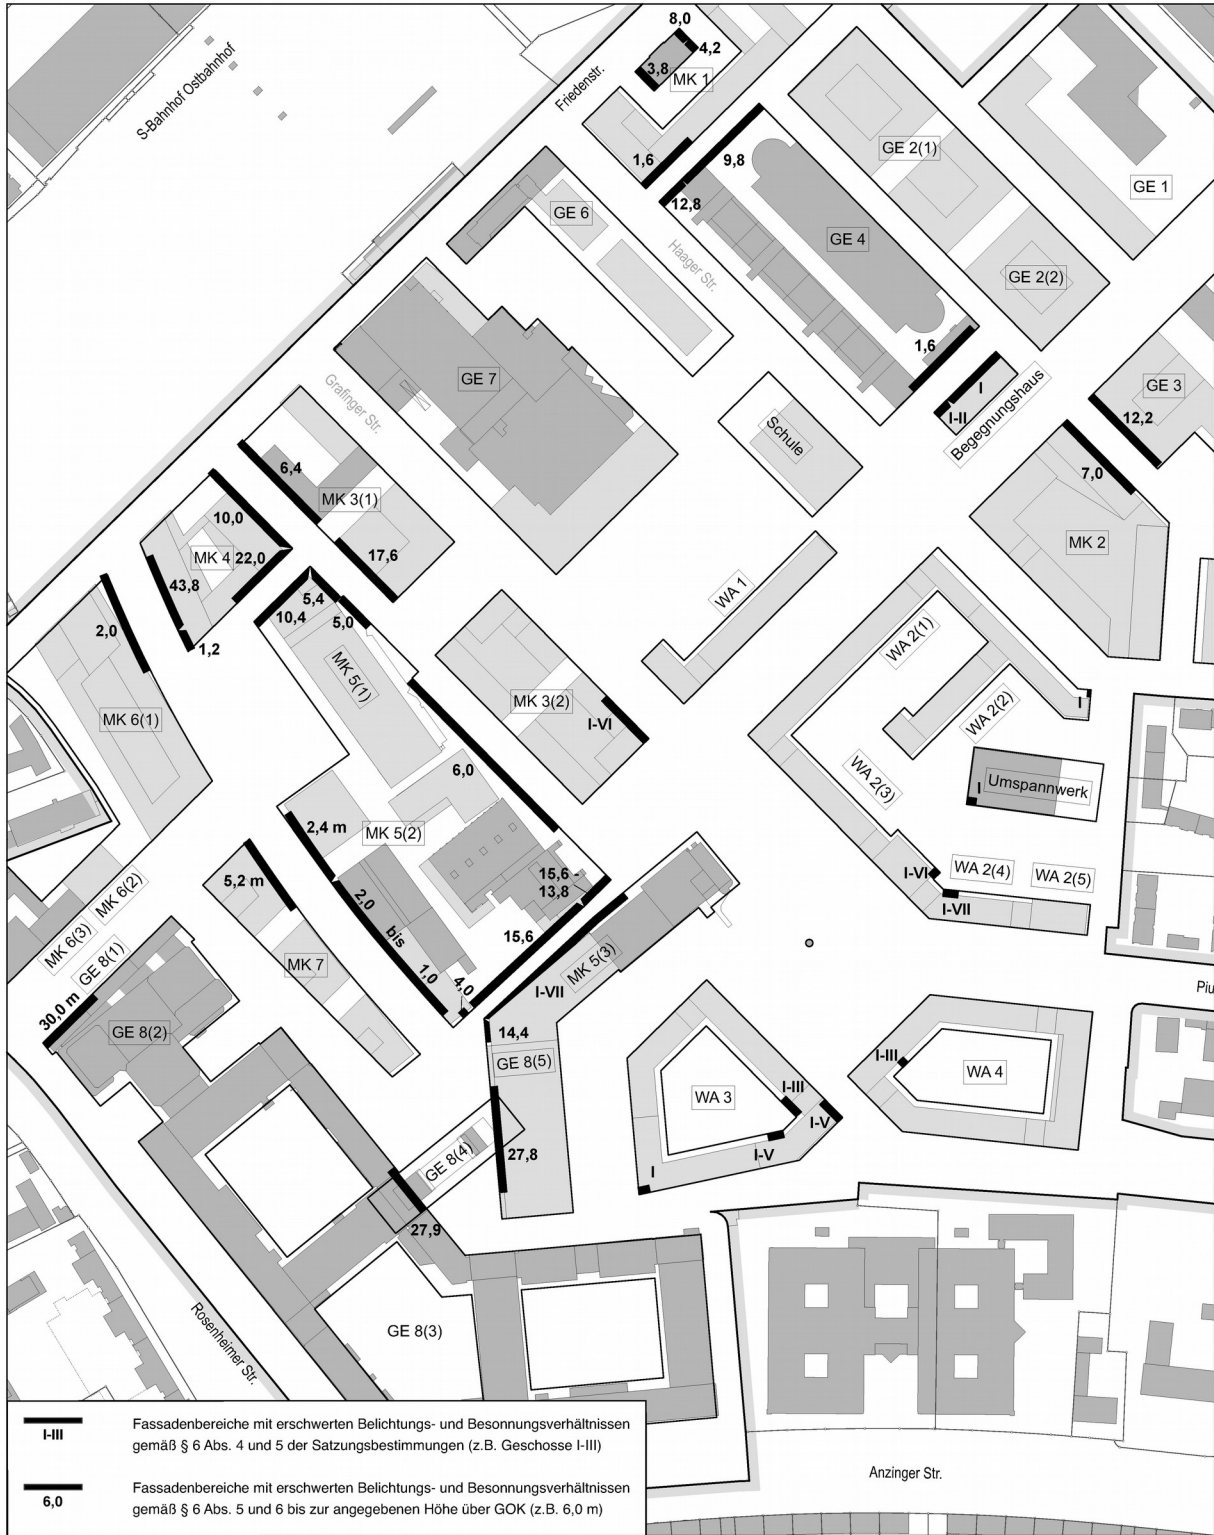 8,0
4,2
3,8
MK 1
Friedenstr.
S-Bahnhof Ostbahnhof
1,6
9,8
GE 2(1)
GE 1
12,8
GE 6
GE 4
Haager Str.
GE 2(2)
1,6
GE 7
I
I-II
Begegnungshaus
GE 3
12,2
Grafinger Str.
Schule
6,4
MK 3(1)
7,0
10,0
MK 4
22,0
17,6
MK 2
43,8
5,4
10,4
5,0
WA 1
2,0
1,2
WA 2(1)
MK 5(1)
MK 6(1)
MK 3(2)
I-VI
WA 2(2)
I
6,0
WA 2(3)
I
Umspannwerk
2,4 m
MK 5(2)
15,6 -
13,8
I-VI
WA 2(4)
WA 2(5)
I-VII
5,2 m
MK 6(2)
MK 6(3)
2,0
bis
1,0
15,6
MK 5(3)
GE 8(1)
MK 7
4,0
I-VII
Piu
30,0 m
GE 8(2)
14,4
GE 8(5)
I-III
WA 4
WA 3
I-III
I-V
I-V
I
GE 8(4)
27,8
27,9
Rosenheimer Str.
GE 8(3)
Anzinger Str.
I-III
Fassadenbereiche mit erschwerten Belichtungs- und Besonnungsverhältnissen
gemäß § 6 Abs. 4 und 5 der Satzungsbestimmungen (z.B. Geschosse I-III)
6,0
Fassadenbereiche mit erschwerten Belichtungs- und Besonnungsverhältnissen
gemäß § 6 Abs. 5 und 6 bis zur angegebenen Höhe über GOK (z.B. 6,0 m)